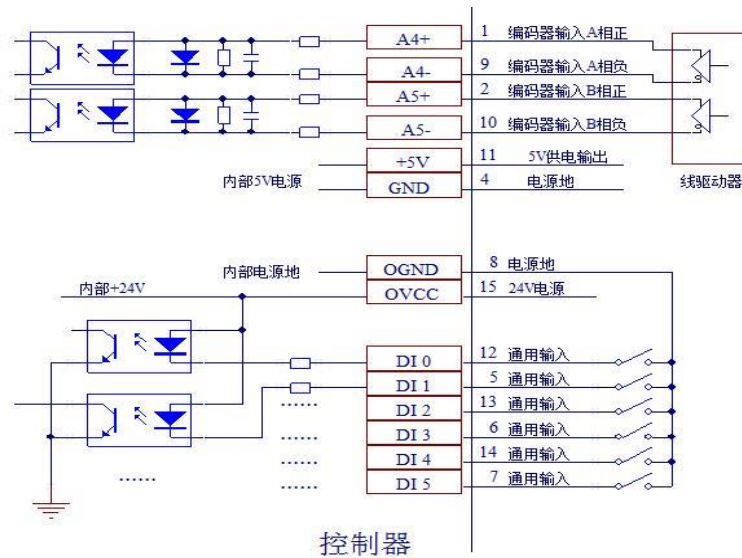 A4+ 1 编码器输入A相正
A4- 9 编码器输入A相负
A5+ 2 编码器输入B相正
A5- 10 编码器输入B相负
+5V 11 5V供电输出
内部5V电源 GND 4 电源地
线驱动器
内部电源地 OGND 8 电源地
内部+24V OVCC 15 24V电源
DI 0 12 通用输入
DI 1 5 通用输入
...... DI 2 13 通用输入
...... DI 3 6 通用输入
...... DI 4 14 通用输入
...... ...... DI 5 7 通用输入
控制器